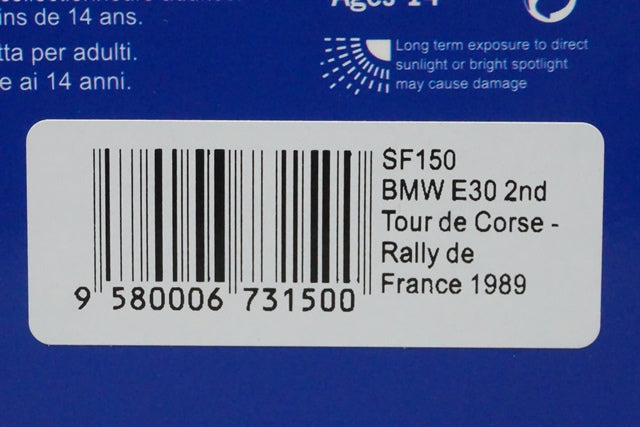 ins de 14 ans.
tta per adulti.
e ai 14 anni.
Ages 14
Long term exposure to direct
sunlight or bright spotlight
may cause damage
SF150
BMW E30 2nd
Tour de Corse -
Rally de
France 1989
9 580006 731500